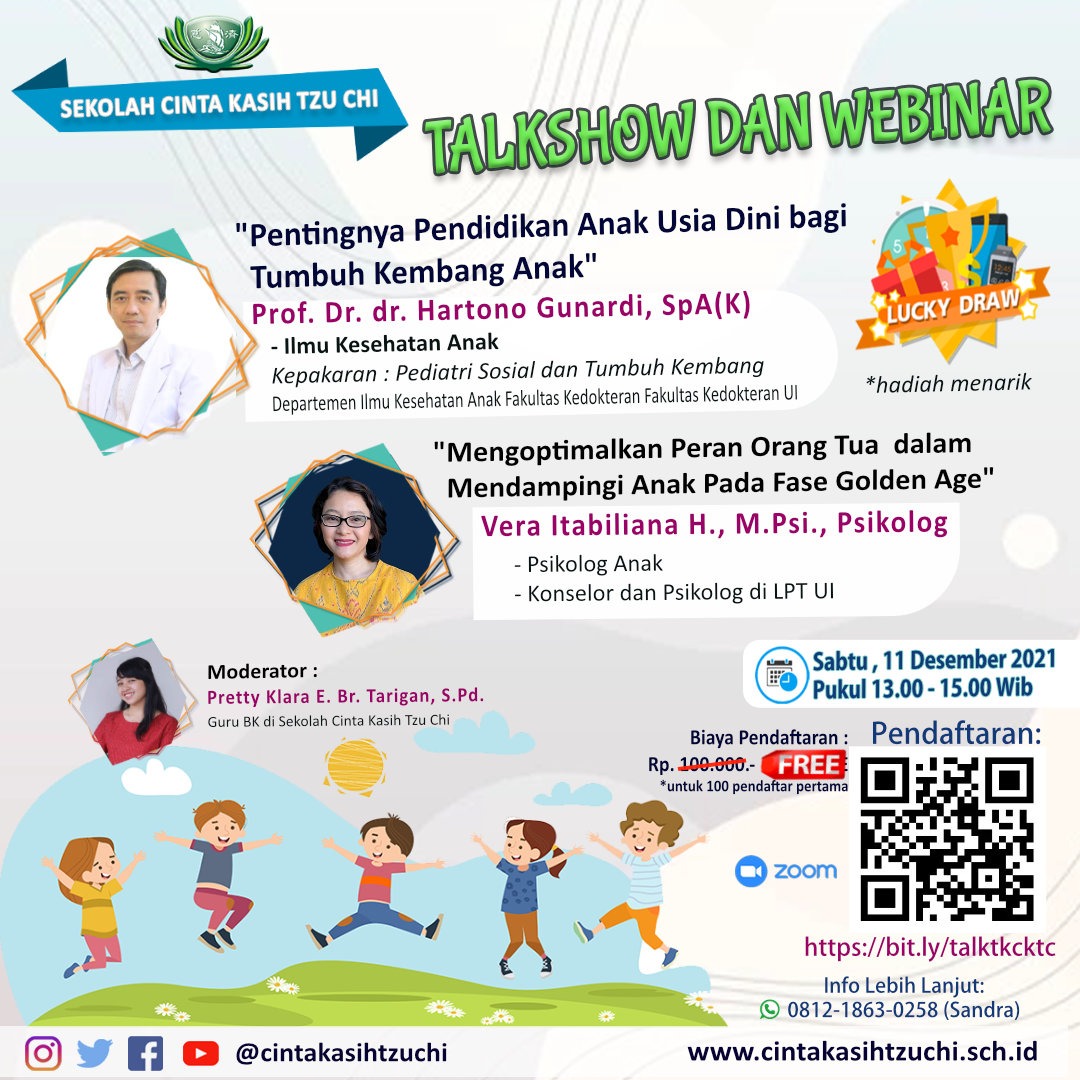 SEKOLAH CINTA KASIH TZU CHI
TALKSHOW DAN WEBINAR
"Pentingnya Pendidikan Anak Usia Dini bagi
Tumbuh Kembang Anak"
Prof. Dr. dr. Hartono Gunardi, SpA(K)
- Ilmu Kesehatan Anak
Kepakaran : Pediatri Sosial dan Tumbuh Kembang
Departemen Ilmu Kesehatan Anak Fakultas Kedokteran Fakultas Kedokteran UI
LUCKY DRAW
*hadiah menarik
"Mengoptimalkan Peran Orang Tua dalam
Mendampingi Anak Pada Fase Golden Age"
Vera Itabiliana H., M.Psi., Psikolog
- Psikolog Anak
- Konselor dan Psikolog di LPT UI
Moderator :
Pretty Klara E. Br. Tarigan, S.Pd.
Guru BK di Sekolah Cinta Kasih Tzu Chi
Sabtu , 11 Desember 2021
Pukul 13.00 - 15.00 Wib
Biaya Pendaftaran :
Rp. 100.000.- FREE
*untuk 100 pendaftar pertama
Pendaftaran:
zoom
https://bit.ly/talktkcktc
Info Lebih Lanjut:
0812-1863-0258 (Sandra)
@cintakasihtzuchi
www.cintakasihtzuchi.sch.id